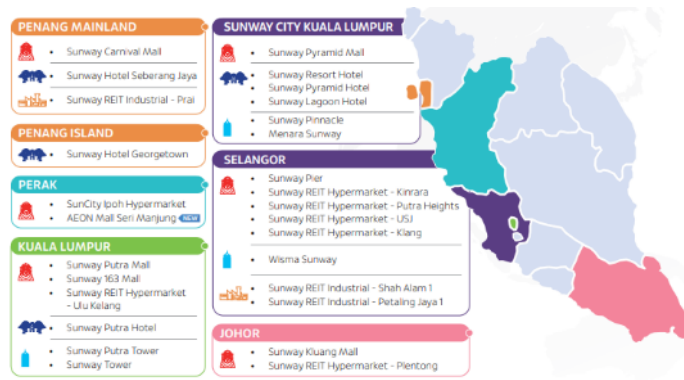 PENANG MAINLAND
• Sunway Carnival Mall
• Sunway Hotel Seberang Jaya
• Sunway REIT Industrial - Prai
PENANG ISLAND
• Sunway Hotel Georgetown
PERAK
• SunCity Ipoh Hypermarket
• AEON Mall Seri Manjung NEW
KUALA LUMPUR
• Sunway Putra Mall
• Sunway 163 Mall
• Sunway REIT Hypermarket
- Ulu Kelang
• Sunway Putra Hotel
• Sunway Putra Tower
• Sunway Tower
SUNWAY CITY KUALA LUMPUR
• Sunway Pyramid Mall
• Sunway Resort Hotel
• Sunway Pyramid Hotel
• Sunway Lagoon Hotel
• Sunway Pinnacle
• Menara Sunway
SELANGOR
• Sunway Pier
• Sunway REIT Hypermarket - Kinrara
• Sunway REIT Hypermarket - Putra Heights
• Sunway REIT Hypermarket - USJ
• Sunway REIT Hypermarket - Klang
• Wisma Sunway
• Sunway REIT Industrial - Shah Alam 1
• Sunway REIT Industrial - Petaling Jaya 1
JOHOR
• Sunway Kluang Mall
• Sunway REIT Hypermarket - Plentong